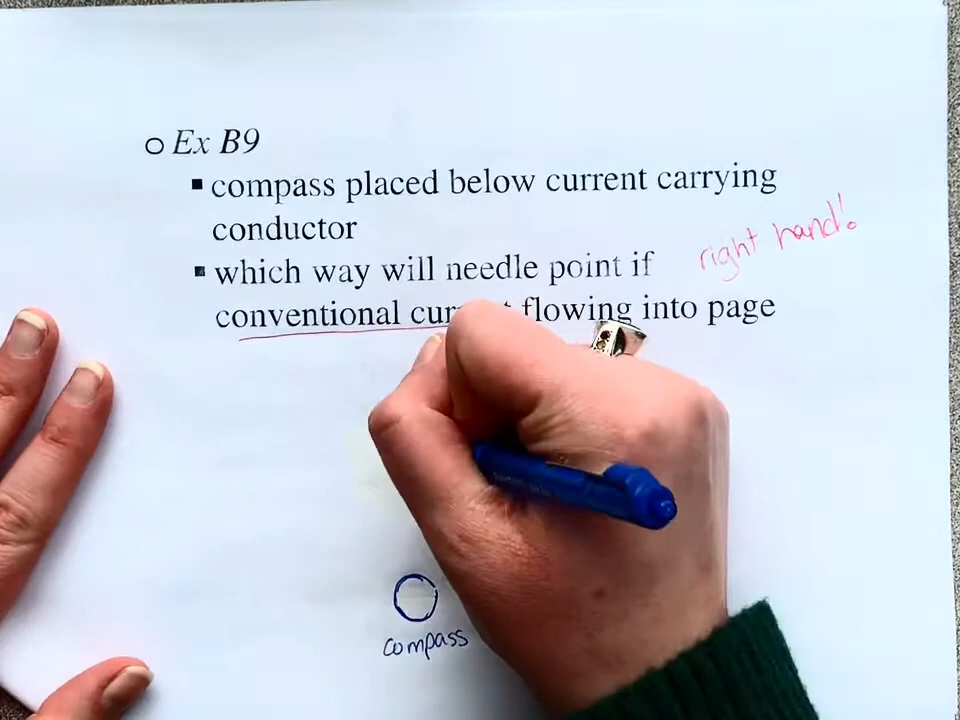 Ex B9
compass placed below current carrying
conductor
which way will needle point if
right hand!
conventional flowing into page
compass